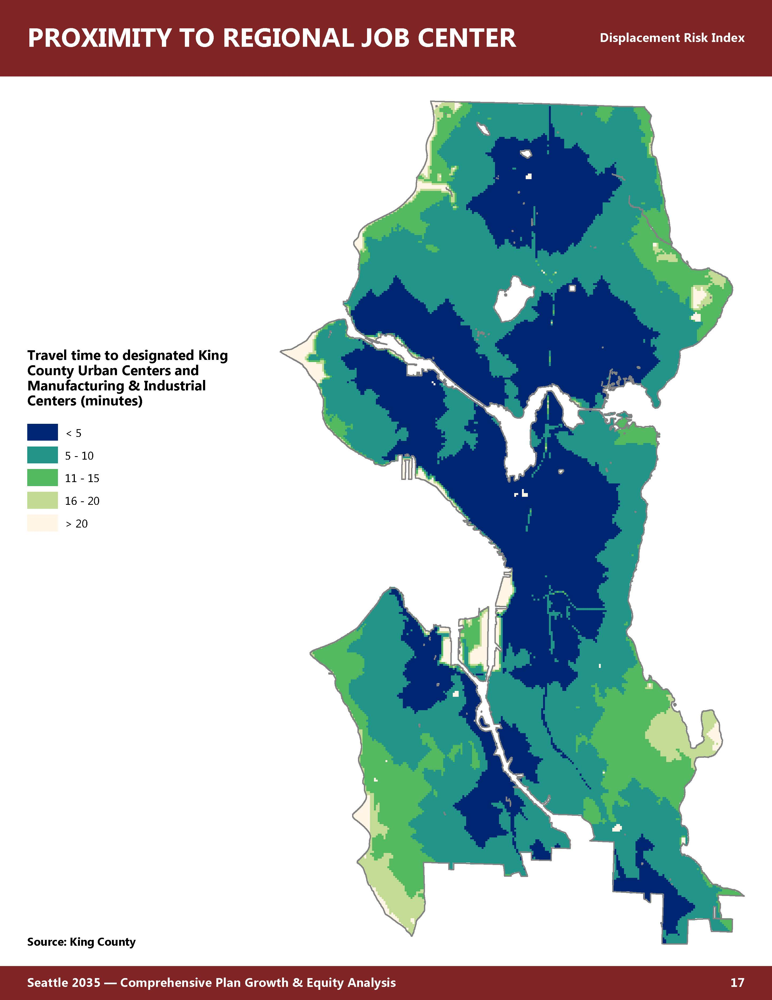 PROXIMITY TO REGIONAL JOB CENTER
Displacement Risk Index
Travel time to designated King
County Urban Centers and
Manufacturing & Industrial
Centers (minutes)
< 5
5 - 10
11 - 15
16 - 20
> 20
Source: King County
Seattle 2035 — Comprehensive Plan Growth & Equity Analysis
17